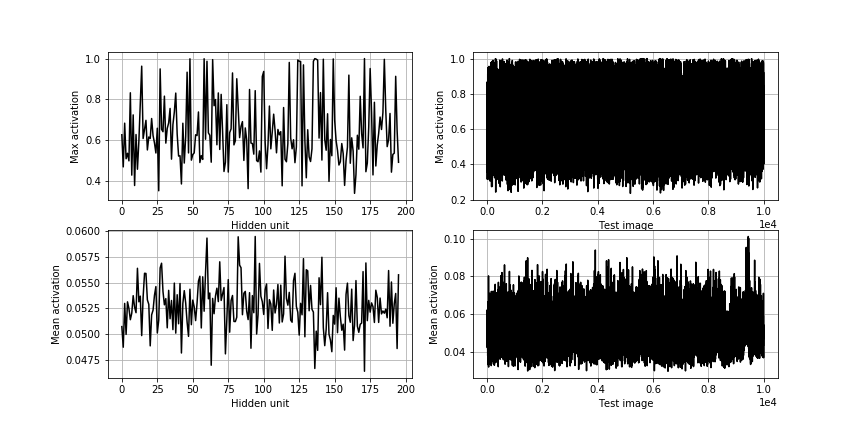 1.0
0.8
0.6
0.4
Max activation
0 25 50 75 100 125 150 175 200
Hidden unit
1.0
0.8
0.6
0.4
0.2
Max activation
0.0 0.2 0.4 0.6 0.8 1.0
1e4
Test image
0.0600
0.0575
0.0550
0.0525
0.0500
0.0475
Mean activation
0 25 50 75 100 125 150 175 200
Hidden unit
0.10
0.08
0.06
0.04
Mean activation
0.0 0.2 0.4 0.6 0.8 1.0
1e4
Test image